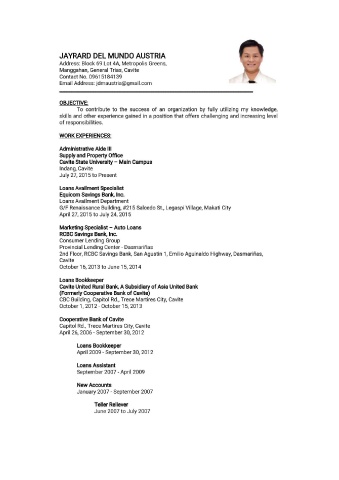 JAYRARD DEL MUNDO AUSTRIA
Address: Block 69 Lot 4A, Metropolis Greens,
Manggahan, General Trias, Cavite
Contact No. 09615184139
Email Address: jdmaustria@gmail.com
OBJECTIVE:
To contribute to the success of an organization by fully utilizing my knowledge,
skills and other experience gained in a position that offers challenging and increasing level
of responsibilities.
WORK EXPERIENCES:
Administrative Aide III
Supply and Property Office
Cavite State University – Main Campus
Indang, Cavite
July 27, 2015 to Present
Loans Availment Specialist
Equicom Savings Bank, Inc.
Loans Availment Department
G/F Renaissance Building, #215 Salcedo St., Legaspi Village, Makati City
April 27, 2015 to July 24, 2015
Marketing Specialist – Auto Loans
RCBC Savings Bank, Inc.
Consumer Lending Group
Provincial Lending Center - Dasmariñas
2nd Floor, RCBC Savings Bank, San Agustin 1, Emilio Aguinaldo Highway, Dasmariñas,
Cavite
October 16, 2013 to June 15, 2014
Loans Bookkeeper
Cavite United Rural Bank, A Subsidiary of Asia United Bank
(Formerly Cooperative Bank of Cavite)
CBC Building, Capitol Rd., Trece Martires City, Cavite
October 1, 2012 - October 15, 2013
Cooperative Bank of Cavite
Capitol Rd., Trece Martires City, Cavite
April 26, 2006 - September 30, 2012
Loans Bookkeeper
April 2009 - September 30, 2012
Loans Assistant
September 2007 - April 2009
New Accounts
January 2007 - September 2007
Teller Reliever
June 2007 to July 2007